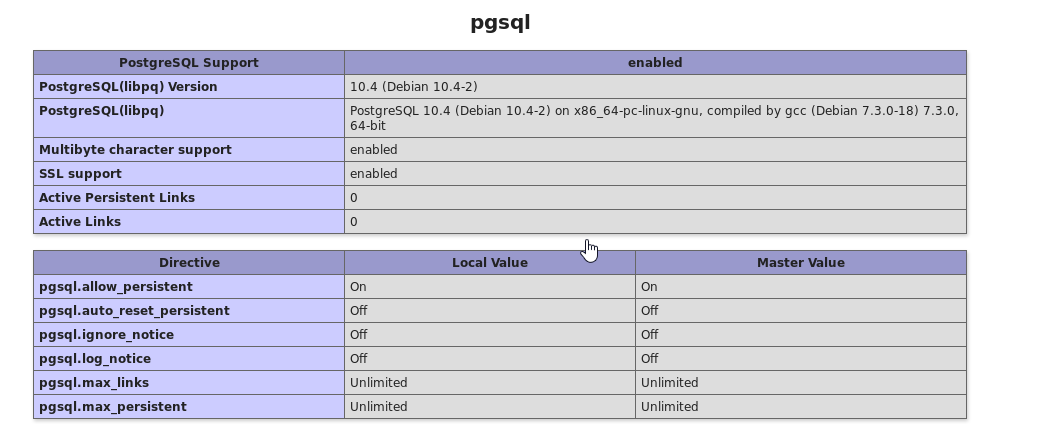 pgsql
PostgreSQL Support enabled
PostgreSQL(libpq) Version 10.4 (Debian 10.4-2)
PostgreSQL(libpq) PostgreSQL 10.4 (Debian 10.4-2) on x86_64-pc-linux-gnu, compiled by gcc (Debian 7.3.0-18) 7.3.0,
64-bit
Multibyte character support enabled
SSL support enabled
Active Persistent Links 0
Active Links 0
Directive Local Value Master Value
pgsql.allow_persistent On On
pgsql.auto_reset_persistent Off Off
pgsql.ignore_notice Off Off
pgsql.log_notice Off Off
pgsql.max_links Unlimited Unlimited
pgsql.max_persistent Unlimited Unlimited